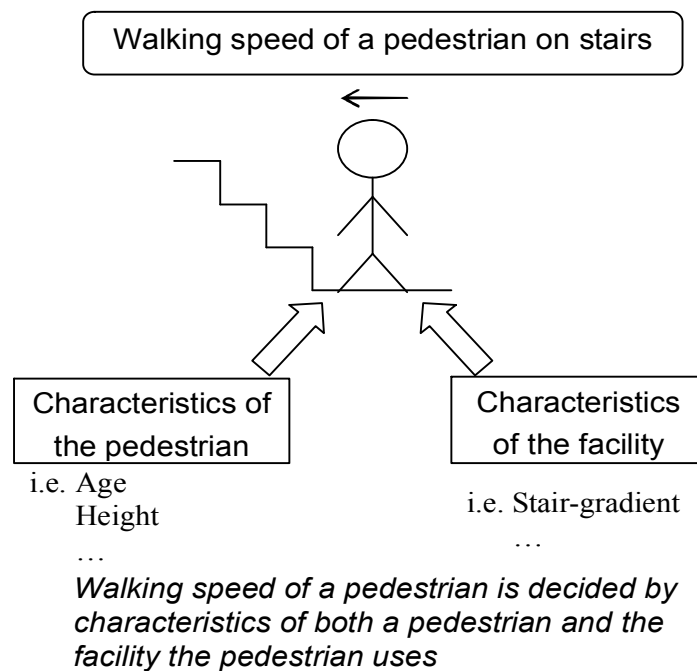 Walking speed of a pedestrian on stairs
Characteristics of
the pedestrian
i.e. Age
Height
…
Characteristics
of the facility
i.e. Stair-gradient
…
Walking speed of a pedestrian is decided by
characteristics of both a pedestrian and the
facility the pedestrian uses